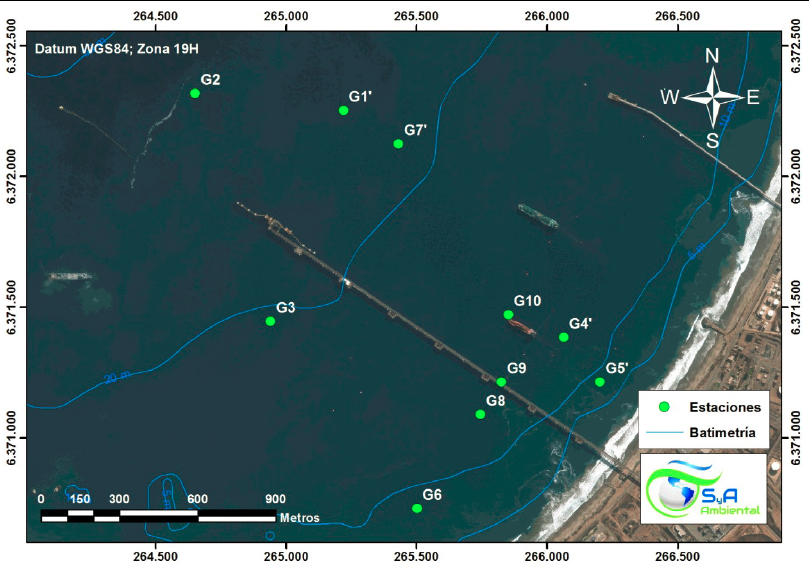 264.500 265.000 265.500 266.000 266.500
6.372.500 6.372.500
Datum WGS84; Zona 19H
N
W E
S
G2
G1'
G7'
10 m
6.372.000 6.372.000
5 m
6.371.500 6.371.500
G3
G10
G4'
20 m
G9
G5'
G8
6.371.000 6.371.000
Estaciones
Batimetría
G6
0 150 300 600 900
Metros
SyA
Ambiental
264.500 265.000 265.500 266.000 266.500